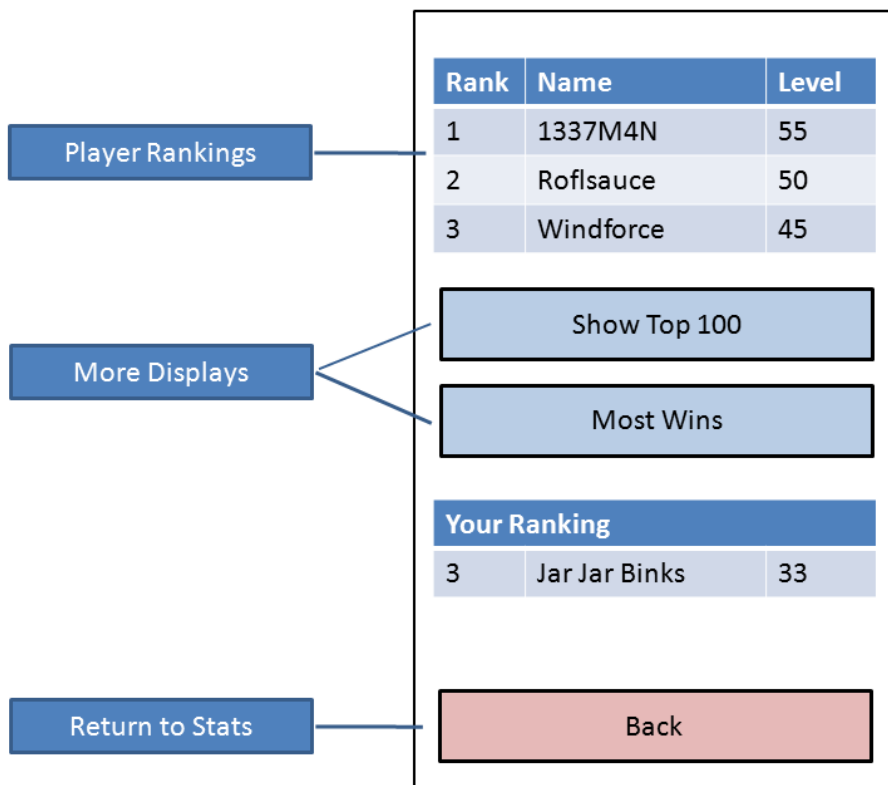 Rank Name Level
Player Rankings
1 1337M4N 55
2 Roflsauce 50
3 Windforce 45
More Displays
Show Top 100
Most Wins
Your Ranking
3 Jar Jar Binks 33
Return to Stats
Back